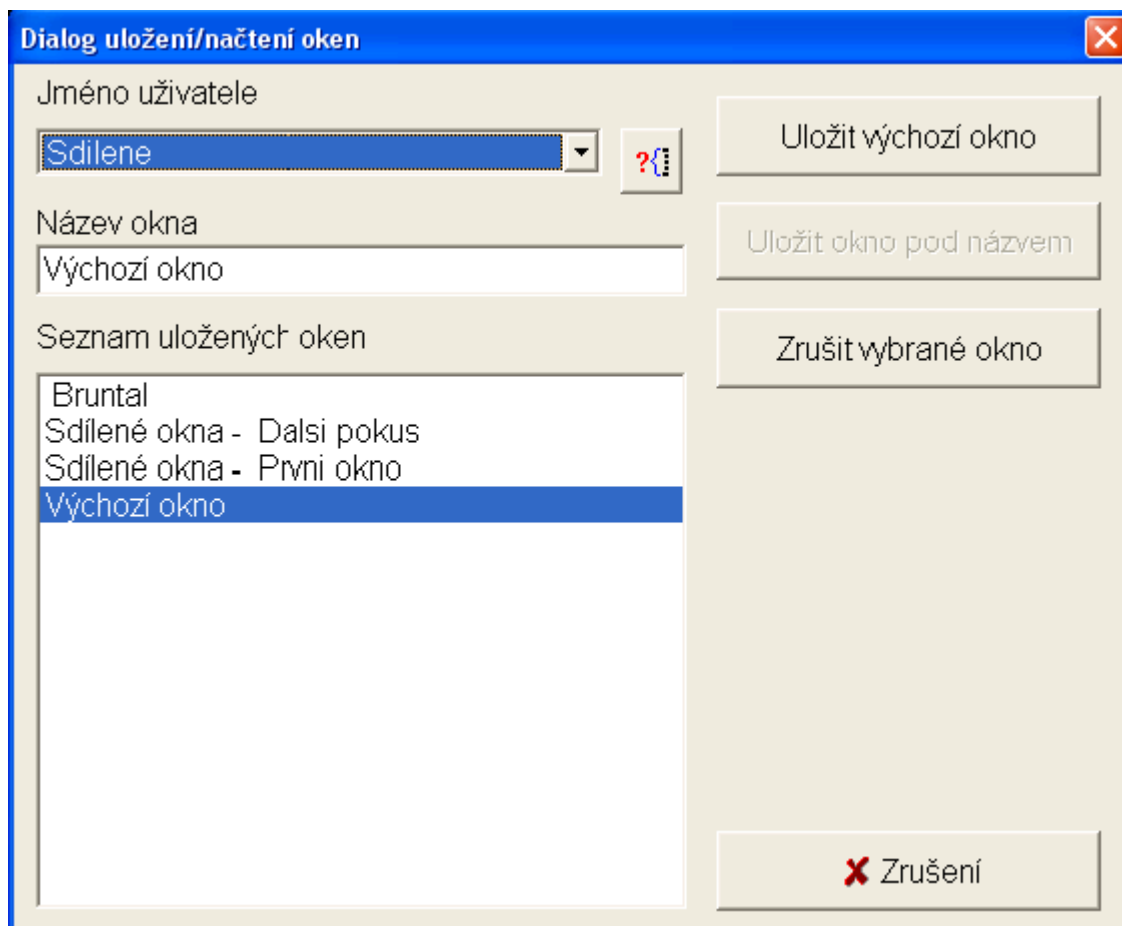 Dialog uložení/načtení oken
Jméno uživatele
Sdilene
?{
Název okna
Výchozí okno
Seznam uložených oken
Bruntal
Sdílené okna - Dalsi pokus
Sdílené okna - Prvni okno
Výchozí okno
Uložit výchozí okno
Uložit okno pod názvem
Zrušit vybrané okno
Zrušení